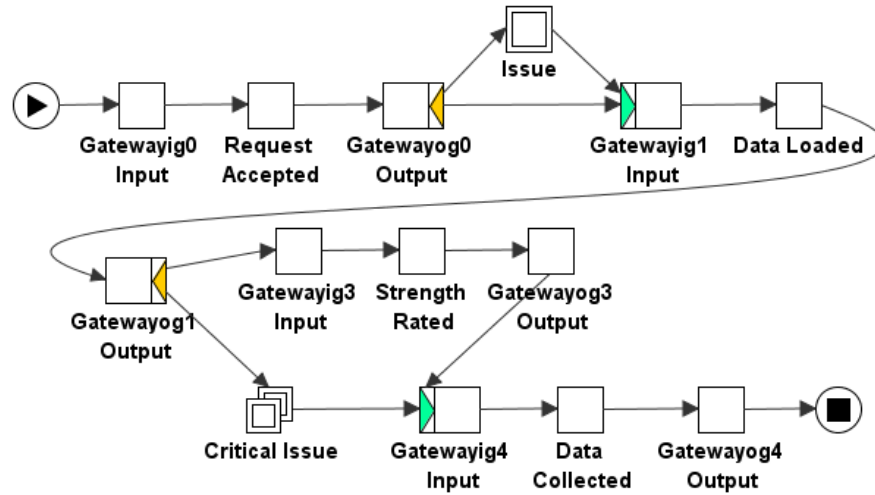 Issue
Gatewayig0
Input
Request
Accepted
Gatewayog0
Output
Gatewayig1
Input
Data Loaded
Gatewayog1
Output
Gatewayig3
Input
Strength
Rated
Gatewayog3
Output
Critical Issue
Gatewayig4
Input
Data
Collected
Gatewayog4
Output